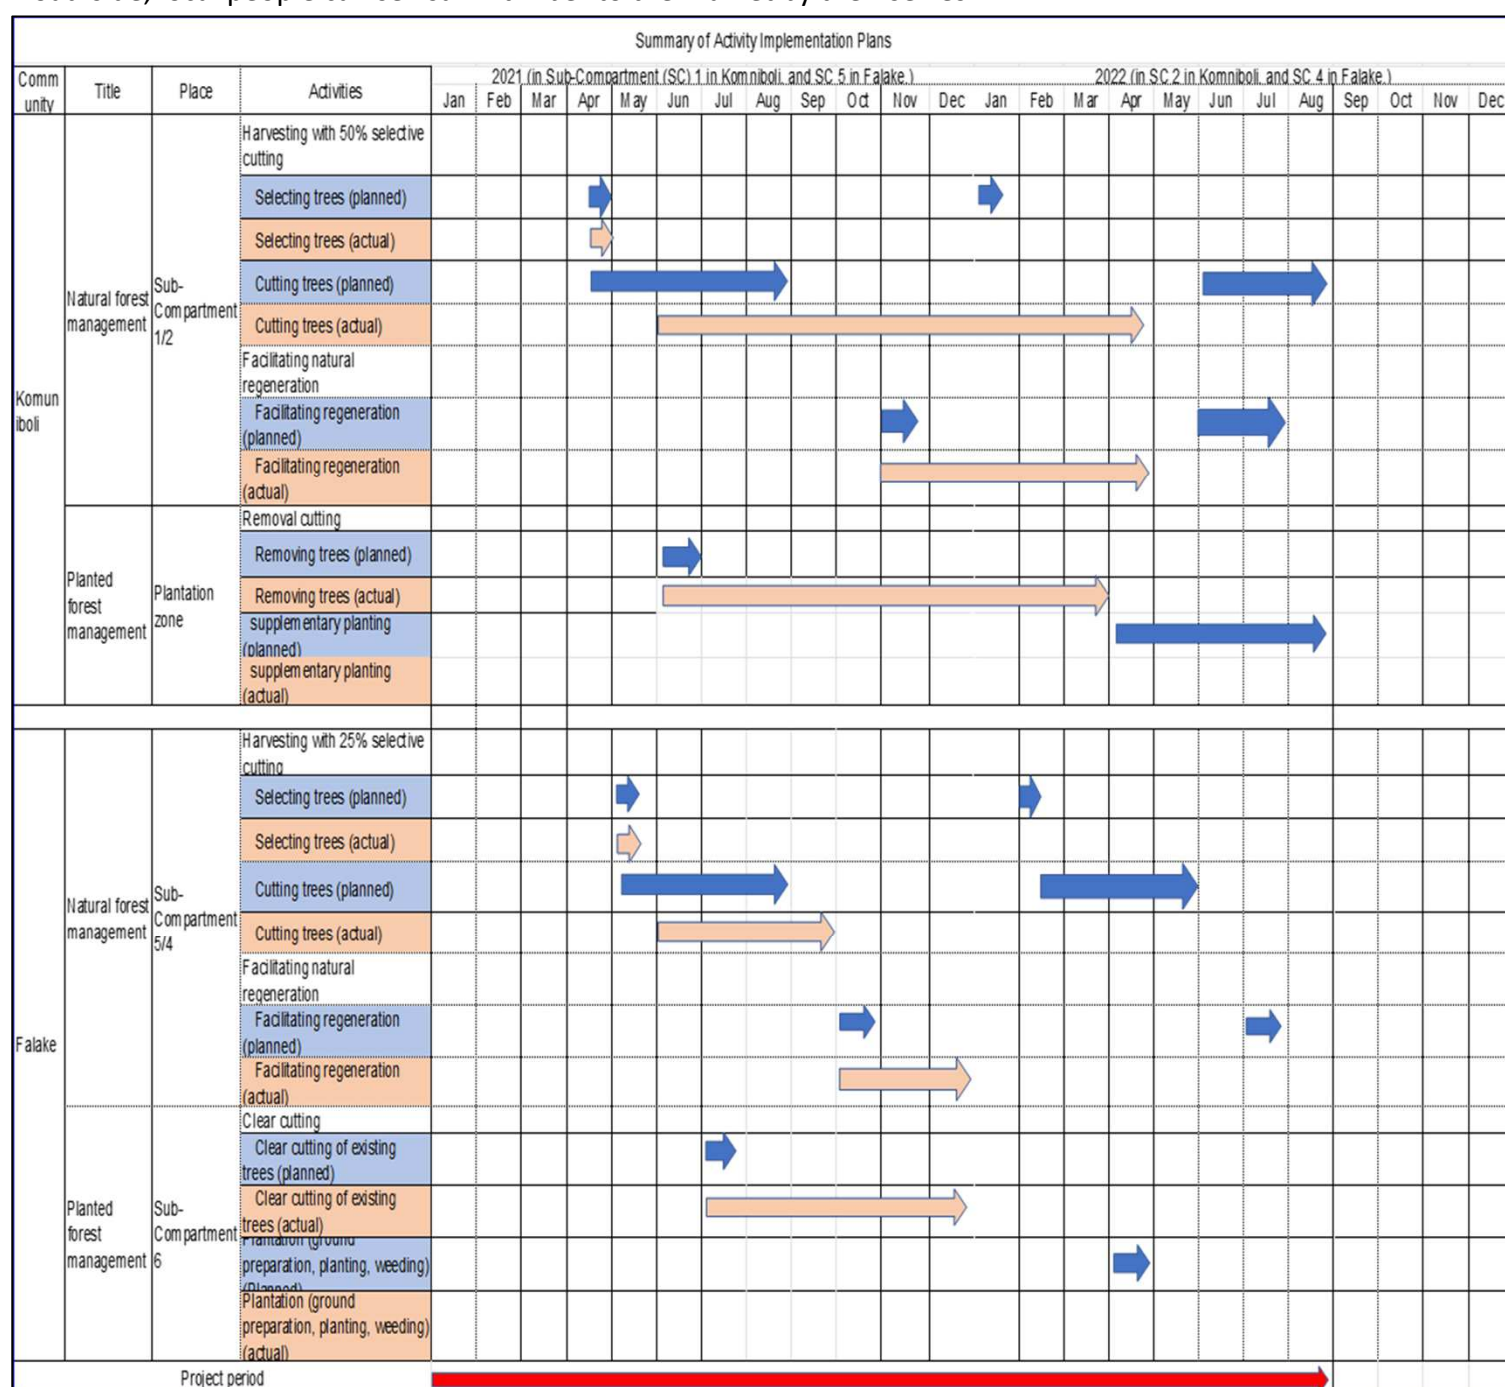 Summary of Activity Implementation Plans
Comm
unity
Title
Place
Activities
2021 (in Sub-Compartment (SC) 1 in Komniboli, and SC 5 in Falake.)
2022 (in SC 2 in Komniboli, and SC 4 in Falake.)
Jan Feb Mar Apr May Jun Jul Aug Sep Oct Nov Dec Jan Feb Mar Apr May Jun Jul Aug Sep Oct Nov Dec
Komun
iboli
Natural forest
management
Sub-
Compartment
1/2
Harvesting with 50% selective
cutting
Selecting trees (planned)
Selecting trees (actual)
Cutting trees (planned)
Cutting trees (actual)
Facilitating natural
regeneration
Facilitating regeneration
(planned)
Facilitating regeneration
(actual)
Planted
forest
management
Plantation
zone
Removal cutting
Removing trees (planned)
Removing trees (actual)
supplementary planting
(planned)
supplementary planting
(actual)
Falake
Natural forest
management
Sub-
Compartment
5/4
Harvesting with 25% selective
cutting
Selecting trees (planned)
Selecting trees (actual)
Cutting trees (planned)
Cutting trees (actual)
Facilitating natural
regeneration
Facilitating regeneration
(planned)
Facilitating regeneration
(actual)
Planted
forest
management
Sub-
Compartment
6
Clear cutting
Clear cutting of existing
trees (planned)
Clear cutting of existing
trees (actual)
Plantation (ground
preparation, planting, weeding)
(Planned)
Plantation (ground
preparation, planting, weeding)
(actual)
Project period